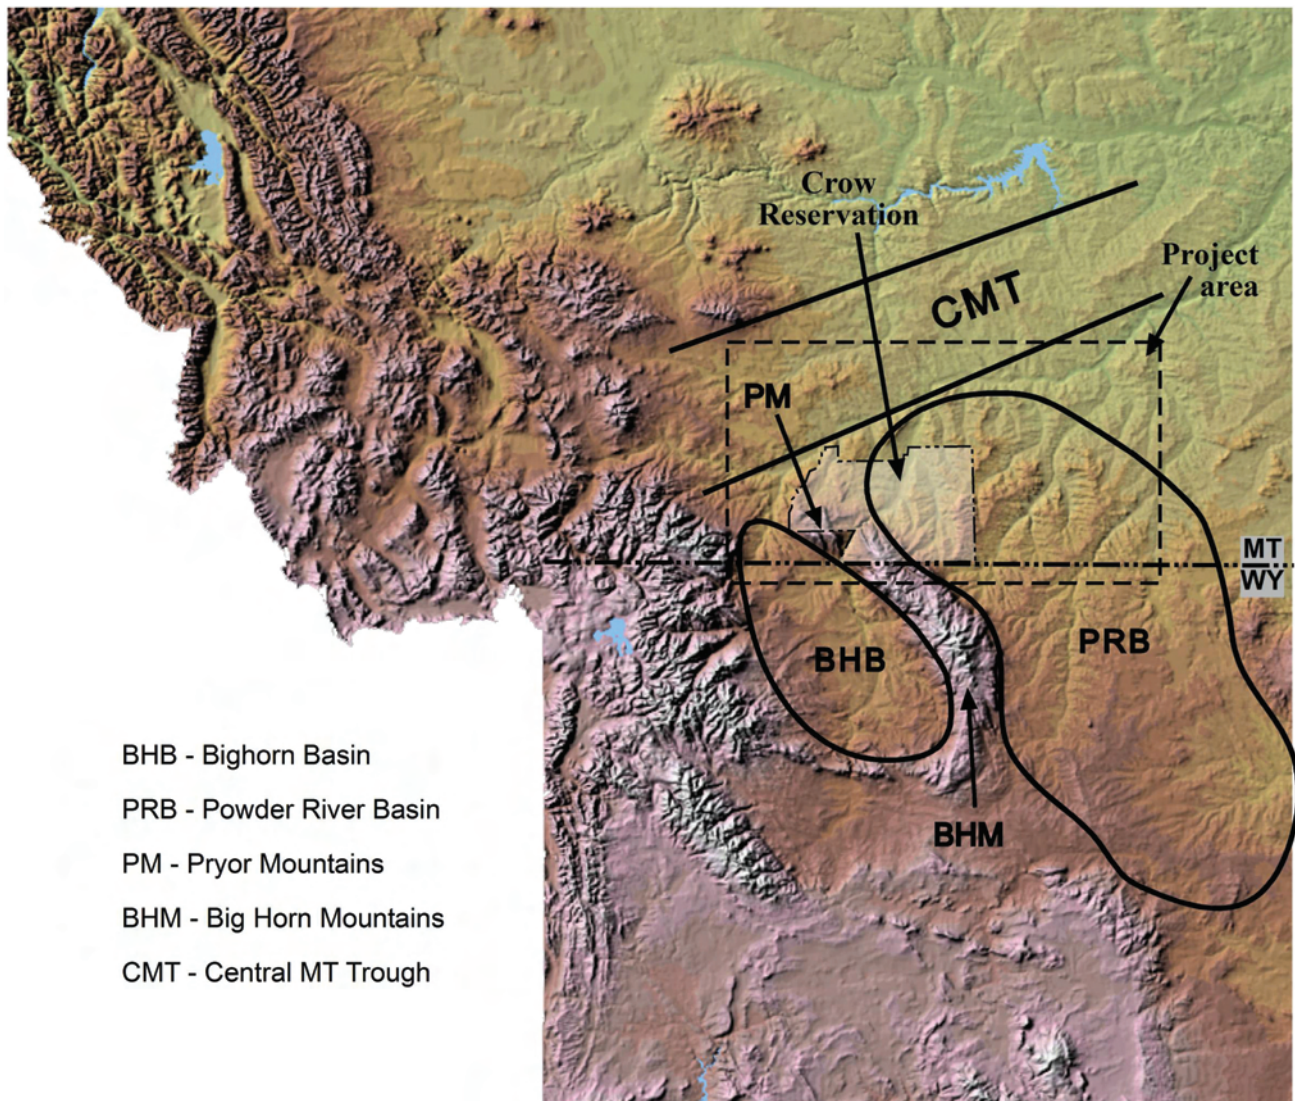 Crow
Reservation
Project
area
CMT
PM
MT
WY
BHB
PRB
BHM
BHB - Bighorn Basin
PRB - Powder River Basin
PM - Pryor Mountains
BHM - Big Horn Mountains
CMT - Central MT Trough